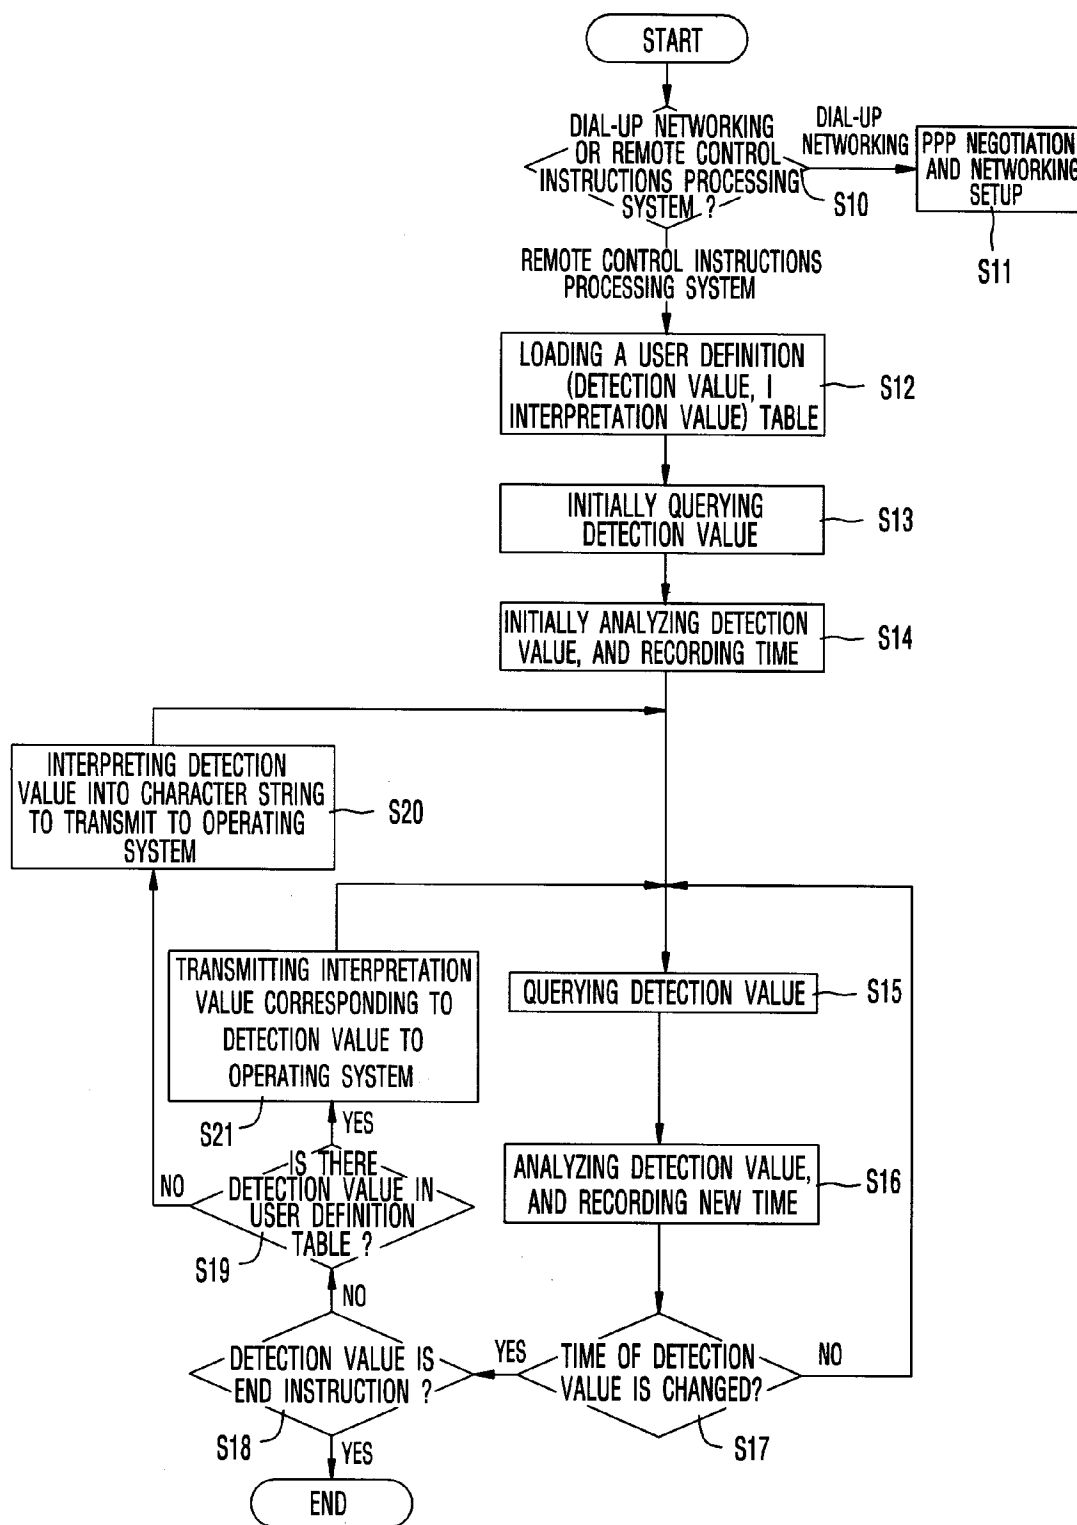 START
DIAL-UP NETWORKING
OR REMOTE CONTROL
INSTRUCTIONS PROCESSING
SYSTEM ?
S10
DIAL-UP
NETWORKING
PPP NEGOTIATION
AND NETWORKING
SETUP
S11
REMOTE CONTROL INSTRUCTIONS
PROCESSING SYSTEM
LOADING A USER DEFINITION
(DETECTION VALUE, I
INTERPRETATION VALUE) TABLE
S12
INITIALLY QUERYING
DETECTION VALUE
S13
INITIALLY ANALYZING DETECTION
VALUE, AND RECORDING TIME
S14
INTERPRETING DETECTION
VALUE INTO CHARACTER STRING
TO TRANSMIT TO OPERATING
SYSTEM
S20
TRANSMITTING INTERPRETATION
VALUE CORRESPONDING TO
DETECTION VALUE TO
OPERATING SYSTEM
S21
QUERYING DETECTION VALUE
S15
YES
ANALYZING DETECTION VALUE,
AND RECORDING NEW TIME
S16
NO
IS THERE
DETECTION VALUE IN
USER DEFINITION
TABLE ?
S19
NO
DETECTION VALUE IS
END INSTRUCTION ?
S18
YES
TIME OF DETECTION
VALUE IS CHANGED?
NO
S17
YES
END